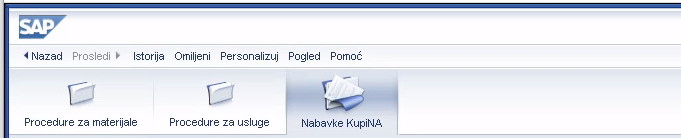 SAP
Nazad Prosledi Istorija Omiljeni Personalizuj Pogled Pomoć
Procedure za materijale Procedure za usluge Nabavke KupiNA